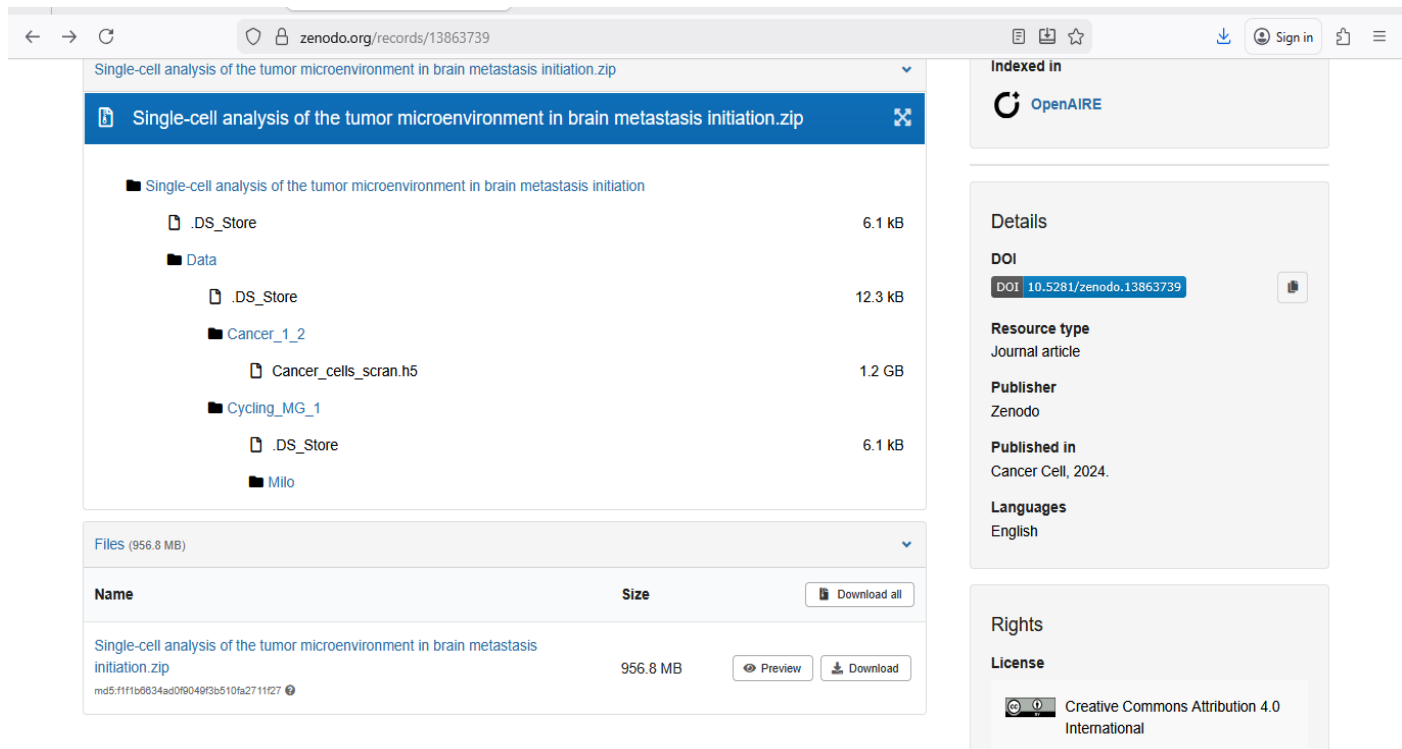 zenodo.org/records/13863739
Sign in
Single-cell analysis of the tumor microenvironment in brain metastasis initiation.zip
Single-cell analysis of the tumor microenvironment in brain metastasis initiation.zip
Single-cell analysis of the tumor microenvironment in brain metastasis initiation
.DS_Store 6.1 kB
Data
.DS_Store 12.3 kB
Cancer_1_2
Cancer_cells_scran.h5 1.2 GB
Cycling_MG_1
.DS_Store 6.1 kB
Milo
Files (956.8 MB)
Name Size Download all
Single-cell analysis of the tumor microenvironment in brain metastasis
initiation.zip
956.8 MB Preview Download
md5:f1f1b6634ad0f9049f3b510fa2711f27
Indexed in
OpenAIRE
Details
DOI
DOI 10.5281/zenodo.13863739
Resource type
Journal article
Publisher
Zenodo
Published in
Cancer Cell, 2024.
Languages
English
Rights
License
cc BY
Creative Commons Attribution 4.0
International